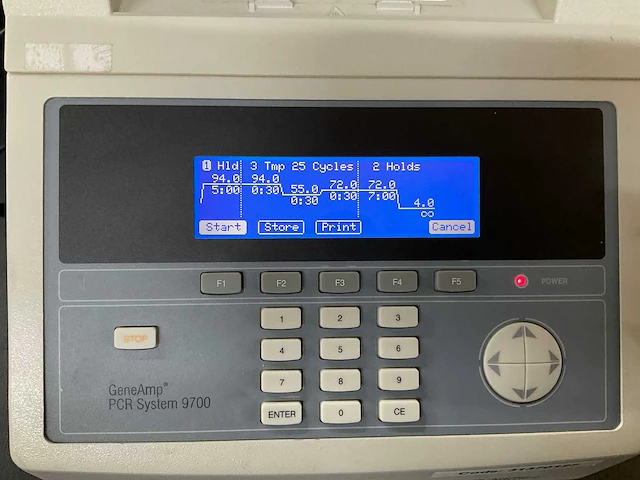 1 Hld 3 Tmp 25 Cycles 2 Holds
94.0 94.0 72.0 72.0
5:00 0:30 55.0 0:30 7:00 4.0
0:30 ∞
Start Store Print Cancel
F1 F2 F3 F4 F5 POWER
STOP
1 2 3
4 5 6
7 8 9
ENTER 0 CE
GeneAmp®
PCR System 9700